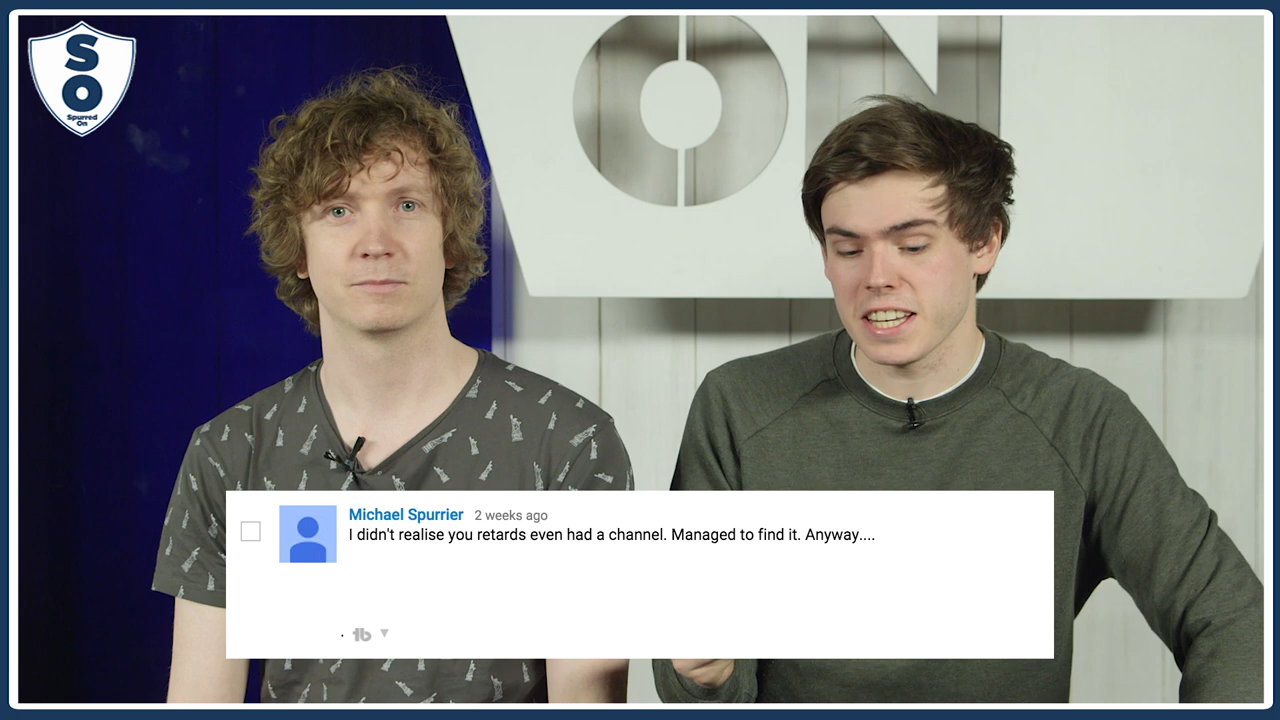 S
O
Spurred
On
ON
Michael Spurrier 2 weeks ago
I didn't realise you retards even had a channel. Managed to find it. Anyway....